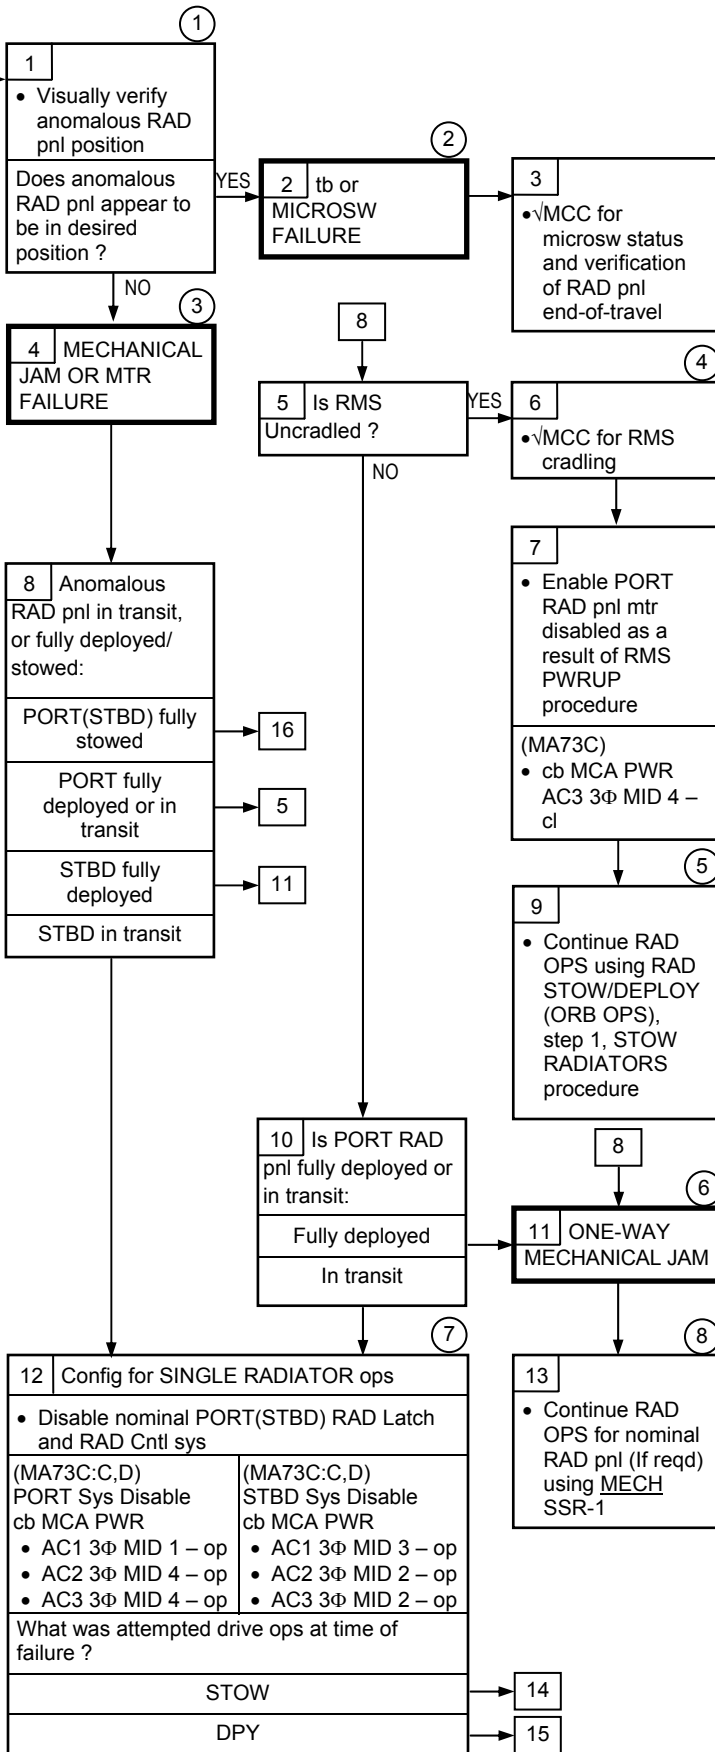 1
1
• Visually verify
anomalous RAD
pnl position
Does anomalous
RAD pnl appear to
be in desired
position ?
YES
NO
2
2 tb or
MICROSW
FAILURE
3
•√MCC for
microsw status
and verification
of RAD pnl
end-of-travel
3
4 MECHANICAL
JAM OR MTR
FAILURE
8
5 Is RMS
Uncradled ?
YES
NO
4
6
•√MCC for RMS
cradling
7
• Enable PORT
RAD pnl mtr
disabled as a
result of RMS
PWRUP
procedure
(MA73C)
• cb MCA PWR
AC3 3Φ MID 4 –
cl
8 Anomalous
RAD pnl in transit,
or fully deployed/
stowed:
PORT(STBD) fully
stowed
16
PORT fully
deployed or in
transit
5
STBD fully
deployed
11
STBD in transit
5
9
• Continue RAD
OPS using RAD
STOW/DEPLOY
(ORB OPS),
step 1, STOW
RADIATORS
procedure
10 Is PORT RAD
pnl fully deployed or
in transit:
Fully deployed
In transit
8
6
11 ONE-WAY
MECHANICAL JAM
7
12 Config for SINGLE RADIATOR ops
• Disable nominal PORT(STBD) RAD Latch
and RAD Cntl sys
(MA73C:C,D)
PORT Sys Disable
cb MCA PWR
• AC1 3Φ MID 1 – op
• AC2 3Φ MID 4 – op
• AC3 3Φ MID 4 – op
(MA73C:C,D)
STBD Sys Disable
cb MCA PWR
• AC1 3Φ MID 3 – op
• AC2 3Φ MID 2 – op
• AC3 3Φ MID 2 – op
What was attempted drive ops at time of
failure ?
STOW
14
DPY
15
8
13
• Continue RAD
OPS for nominal
RAD pnl (If reqd)
using MECH
SSR-1